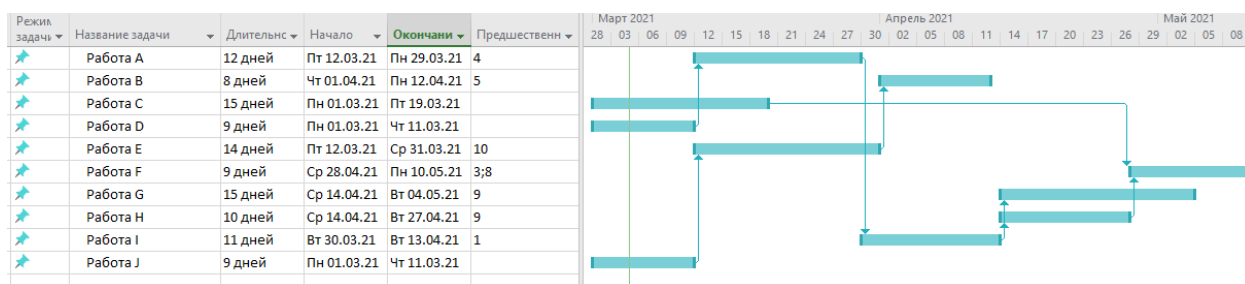 Режим задачи Название задачи Длительнс Начало Окончани Предшественн
Март 2021 Апрель 2021 Май 2021
28 03 06 09 12 15 18 21 24 27 30 02 05 08 11 14 17 20 23 26 29 02 05 08
Работа A 12 дней Пт 12.03.21 Пн 29.03.21 4
Работа B 8 дней Чт 01.04.21 Пн 12.04.21 5
Работа C 15 дней Пн 01.03.21 Пт 19.03.21
Работа D 9 дней Пн 01.03.21 Чт 11.03.21
Работа E 14 дней Пт 12.03.21 Ср 31.03.21 10
Работа F 9 дней Ср 28.04.21 Пн 10.05.21 3;8
Работа G 15 дней Ср 14.04.21 Вт 04.05.21 9
Работа H 10 дней Ср 14.04.21 Вт 27.04.21 9
Работа I 11 дней Вт 30.03.21 Вт 13.04.21 1
Работа J 9 дней Пн 01.03.21 Чт 11.03.21